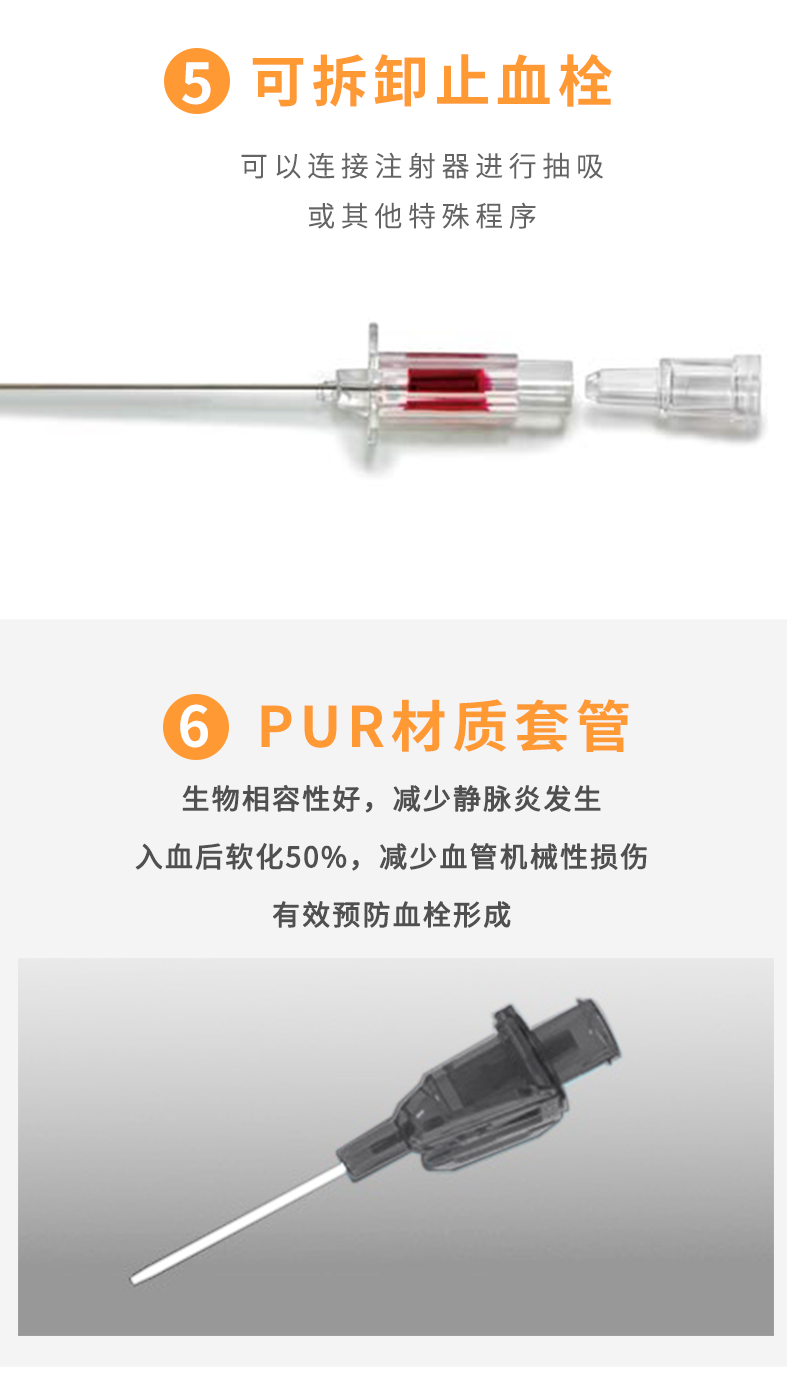 5 可拆卸止血栓
可以连接注射器进行抽吸
或其他特殊程序
6 PUR材质套管
生物相容性好，减少静脉炎发生
入血后软化50%，减少血管机械性损伤
有效预防血栓形成